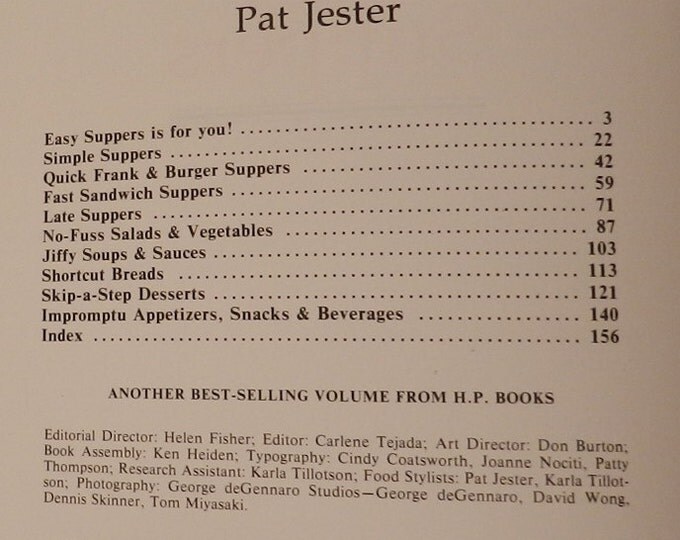 Pat Jester
Easy Suppers is for you! ........................................ 3
Simple Suppers ........................................ 22
Quick Frank & Burger Suppers ........................................ 42
Fast Sandwich Suppers ........................................ 59
Late Suppers ........................................ 71
No-Fuss Salads & Vegetables ........................................ 87
Jiffy Soups & Sauces ........................................ 103
Shortcut Breads ........................................ 113
Skip-a-Step Desserts ........................................ 121
Impromptu Appetizers, Snacks & Beverages .................. 140
Index ........................................ 156
ANOTHER BEST-SELLING VOLUME FROM H.P. BOOKS
Editorial Director: Helen Fisher; Editor: Carlene Tejada; Art Director: Don Burton;
Book Assembly: Ken Heiden; Typography: Cindy Coatsworth, Joanne Nociti, Patty
Thompson; Research Assistant: Karla Tillotson; Food Stylists: Pat Jester, Karla Tillot-
son; Photography: George deGennaro Studios—George deGennaro, David Wong,
Dennis Skinner, Tom Miyasaki.